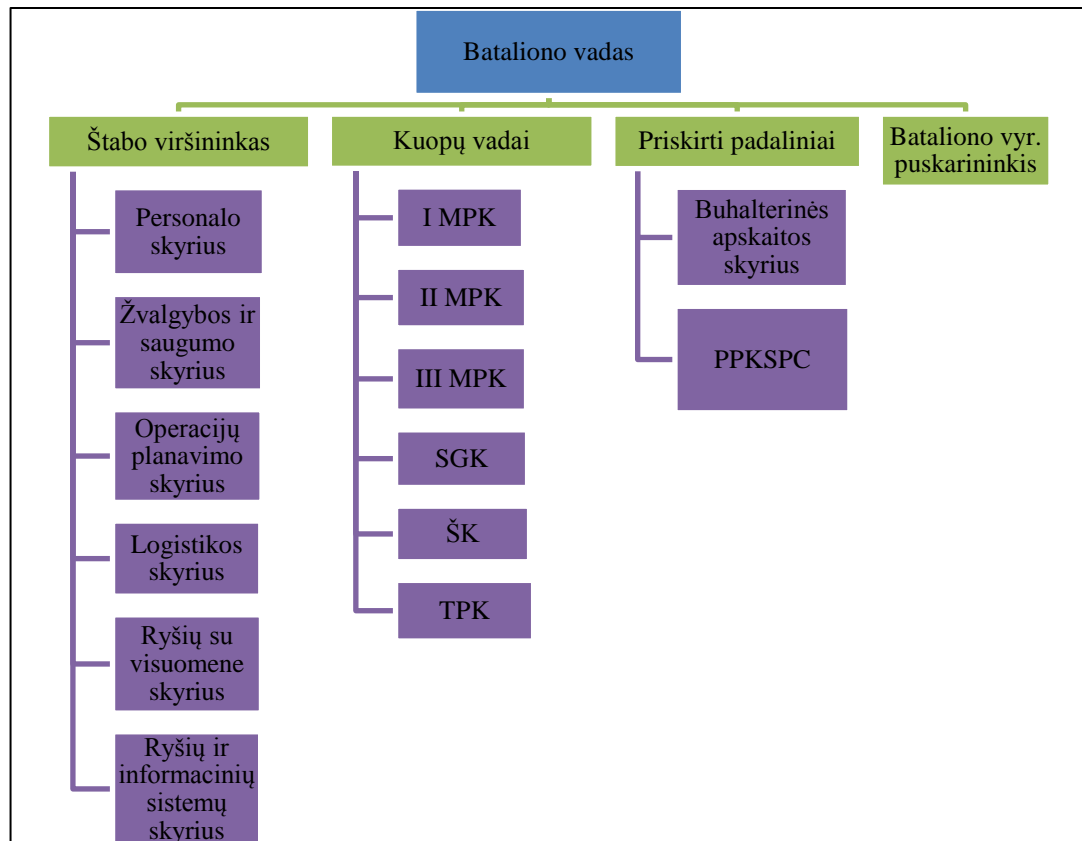 Bataliono vadas
Štabo viršininkas
Personalo
skyrius
Žvalgybos ir
saugumo
skyrius
Operacijų
planavimo
skyrius
Logistikos
skyrius
Ryšių su
visuomene
skyrius
Ryšių ir
informacinių
sistemų
skyrius
Kuopų vadai
I MPK
II MPK
III MPK
SGK
ŠK
TPK
Priskirti padaliniai
Buhalterinės
apskaitos
skyrius
PPKSPC
Bataliono vyr.
puskarininkis